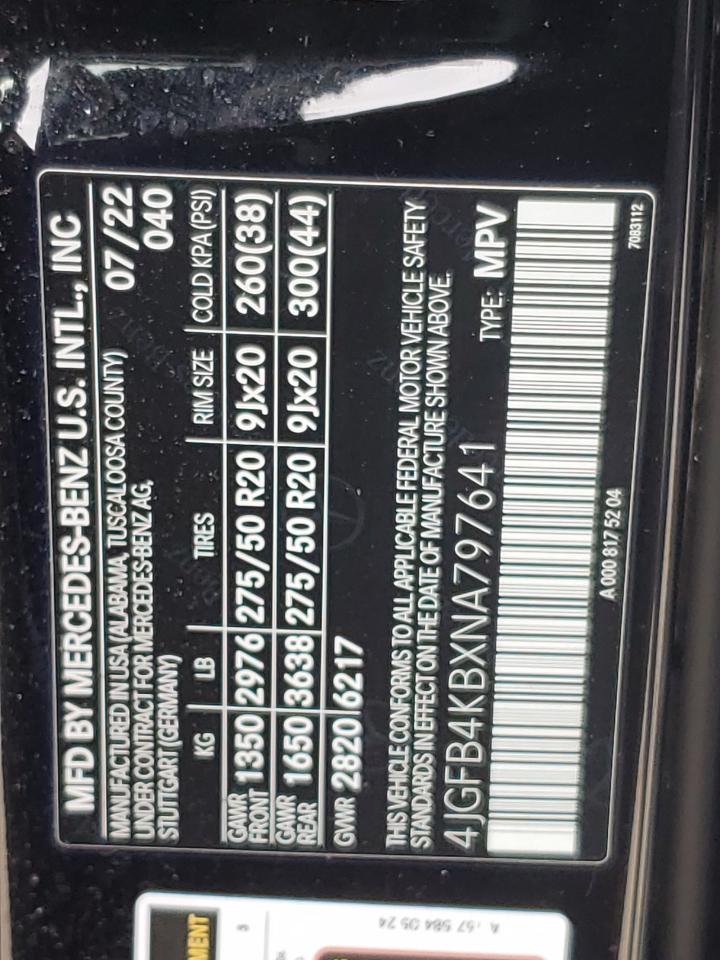 MFD BY MERCEDES-BENZ U.S. INTL., INC
MANUFACTURED IN USA (ALABAMA, TUSCALOOSA COUNTY) 07/22
UNDER CONTRACT FOR MERCEDES-BENZ AG, 040
STUTTGART (GERMANY)
KG LB TIRES RIM SIZE COLD KPA (PSI)
GAWR FRONT 1350 2976 275/50 R20 9Jx20 260(38)
GAWR REAR 1650 3638 275/50 R20 9Jx20 300(44)
GVWR 2820 6217
THIS VEHICLE CONFORMS TO ALL APPLICABLE FEDERAL MOTOR VEHICLE SAFETY
STANDARDS IN EFFECT ON THE DATE OF MANUFACTURE SHOWN ABOVE.
4JGFB4KBXNA797641 TYPE: MPV
A 000 817 52 04 7083112